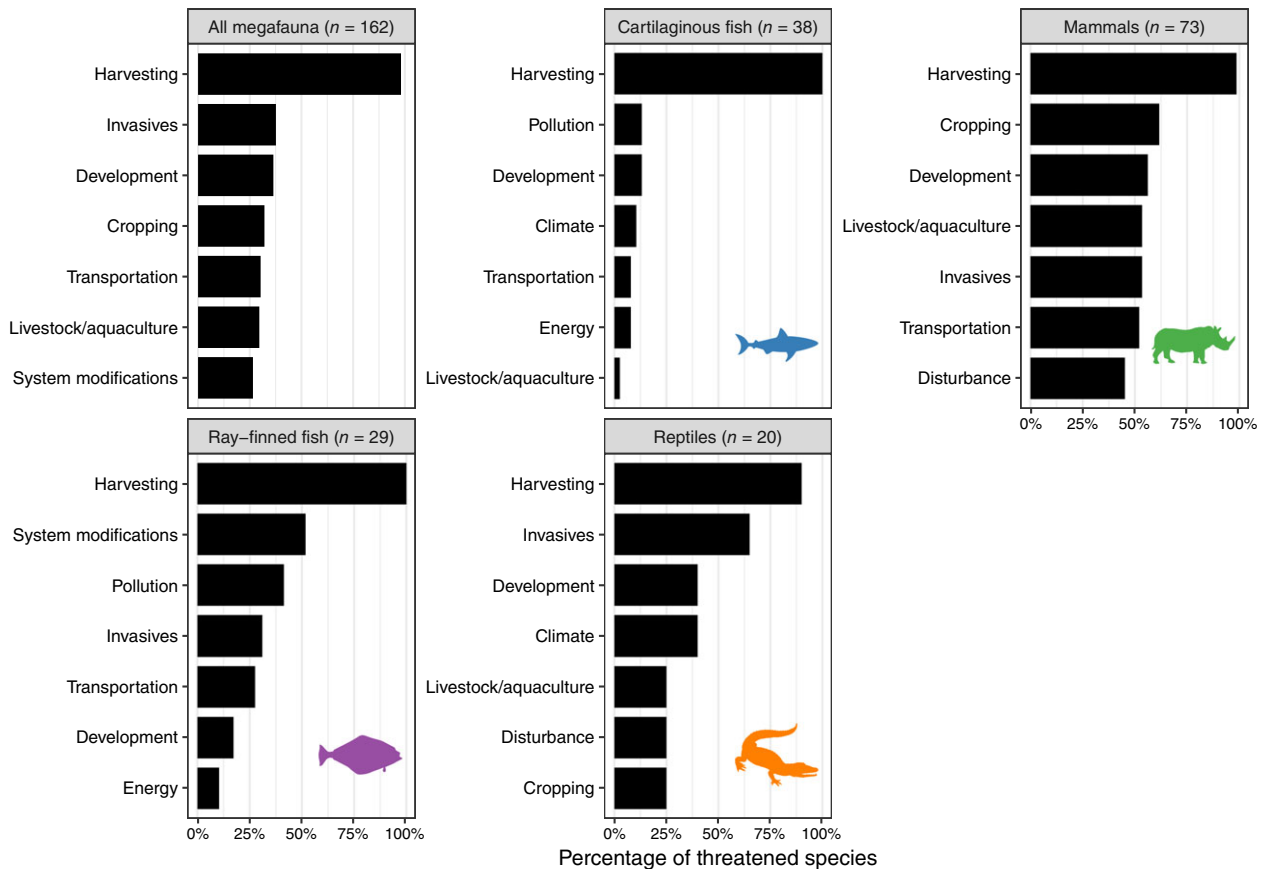 All megafauna (n = 162)
Harvesting
Invasives
Development
Cropping
Transportation
Livestock/aquaculture
System modifications
Cartilaginous fish (n = 38)
Harvesting
Pollution
Development
Climate
Transportation
Energy
Livestock/aquaculture
Mammals (n = 73)
Harvesting
Cropping
Development
Livestock/aquaculture
Invasives
Transportation
Disturbance
0% 25% 50% 75% 100%
Ray−finned fish (n = 29)
Harvesting
System modifications
Pollution
Invasives
Transportation
Development
Energy
0% 25% 50% 75% 100%
Reptiles (n = 20)
Harvesting
Invasives
Development
Climate
Livestock/aquaculture
Disturbance
Cropping
0% 25% 50% 75% 100%
Percentage of threatened species